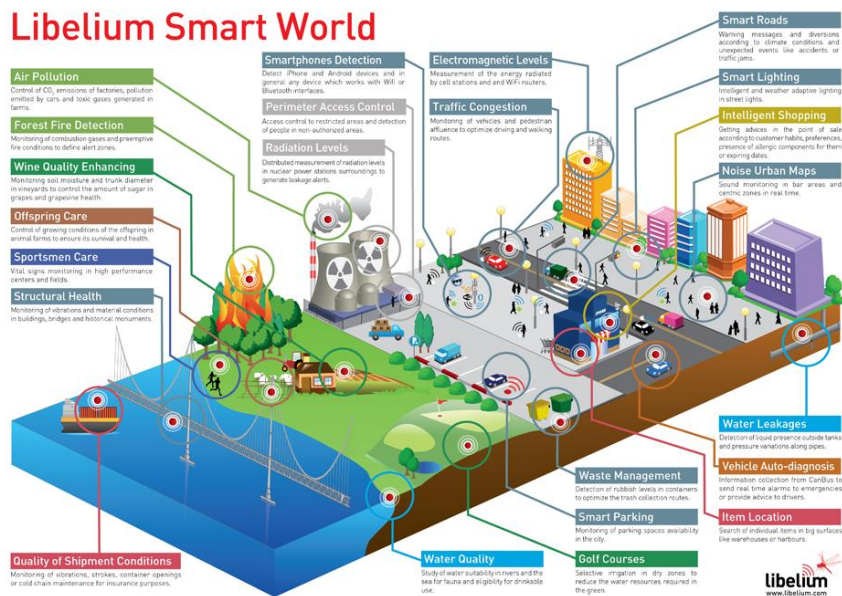 Libelium Smart World
Air Pollution
Control of CO2 emissions of factories, pollution
emitted by cars and toxic gases generated in
farms.
Forest Fire Detection
Monitoring of combustion gases and preemptive
fire conditions to define alert zones.
Wine Quality Enhancing
Monitoring soil moisture and trunk diameter
in vineyards to control the amount of sugar in
grapes and grapevine health.
Offspring Care
Control of growing conditions of the offspring in
animal farms to ensure its survival and health.
Sportsmen Care
Vital signs monitoring in high performance
centers and fields.
Structural Health
Monitoring of vibrations and material conditions
in buildings, bridges and historical monuments.
Quality of Shipment Conditions
Monitoring of vibrations, strokes, container openings
or cold chain maintenance for insurance purposes.
Smartphones Detection
Detect iPhone and Android devices and in
general any device which works with Wifi or
Bluetooth interfaces.
Perimeter Access Control
Access control to restricted areas and detection
of people in non-authorized areas.
Radiation Levels
Distributed measurement of radiation levels
in nuclear power stations surroundings to
generate leakage alerts.
Electromagnetic Levels
Measurement of the energy radiated
by cell stations and and WiFi routers.
Traffic Congestion
Monitoring of vehicles and pedestrian
affluence to optimize driving and walking
routes.
Smart Roads
Warning messages and diversions
according to climate conditions and
unexpected events like accidents or
traffic jams.
Smart Lighting
Intelligent and weather adaptive lighting
in street lights.
Intelligent Shopping
Getting advices in the point of sale
according to customer habits, preferences,
presence of allergic components for them
or expiring dates.
Noise Urban Maps
Sound monitoring in bar areas and
centric zones in real time.
Water Leakages
Detection of liquid presence outside tanks
and pressure variations along pipes.
Vehicle Auto-diagnosis
Information collection from CanBus to
send real time alarms to emergencies
or provide advice to drivers.
Item Location
Search of individual items in big surfaces
like warehouses or harbours.
Waste Management
Detection of rubbish levels in containers
to optimize the trash collection routes.
Smart Parking
Monitoring of parking spaces availability
in the city.
Golf Courses
Selective irrigation in dry zones to
reduce the water resources required in
the green.
Water Quality
Study of water suitability in rivers and the
sea for fauna and eligibility for drinkable
use.
libelium
www.libelium.com